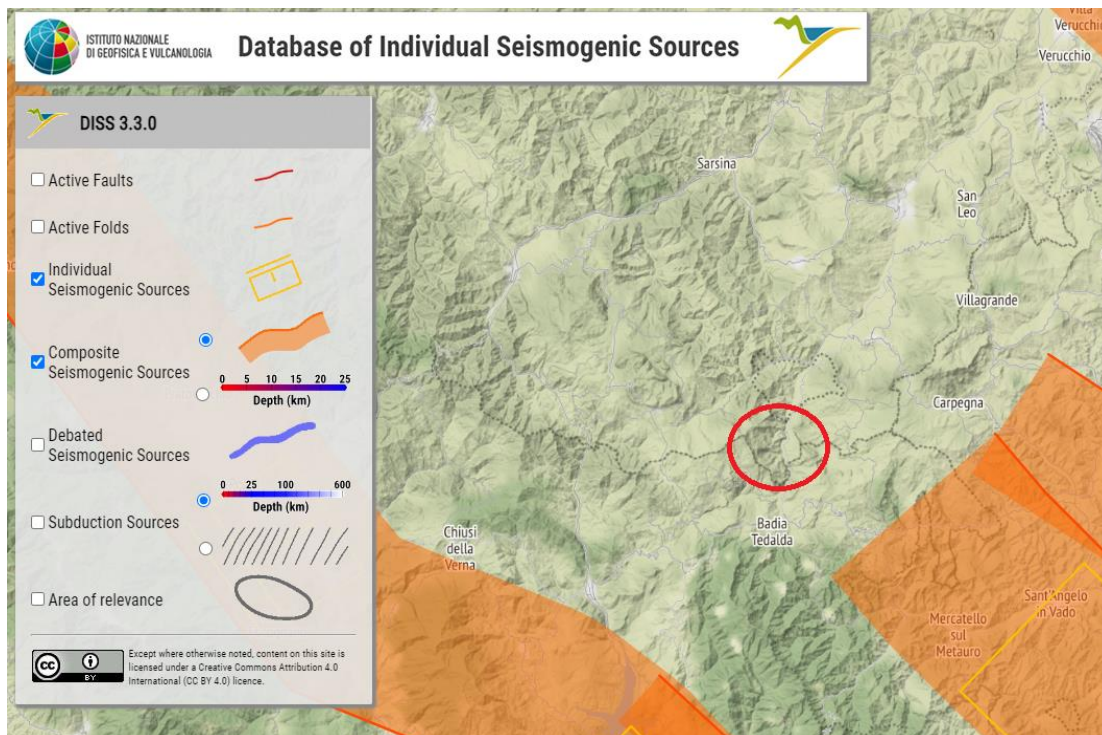 ISTITUTO NAZIONALE
DI GEOFISICA E VULCANOLOGIA
Database of Individual Seismogenic Sources
DISS 3.3.0
Active Faults
Active Folds
Individual
Seismogenic Sources
Composite
Seismogenic Sources
0 5 10 15 20 25
Depth (km)
Debated
Seismogenic Sources
0 25 100 600
Depth (km)
Subduction Sources
Area of relevance
cc
BY
Except where otherwise noted, content on this site is
licensed under a Creative Commons Attribution 4.0
International (CC BY 4.0) licence.
Villa
Verucchio
Verucchio
Sarsina
San
Leo
Villagrande
Carpegna
Chiusi
della
Verna
Badia
Tedalda
Sant'Angelo
in Vado
Mercatello
sul
Metauro